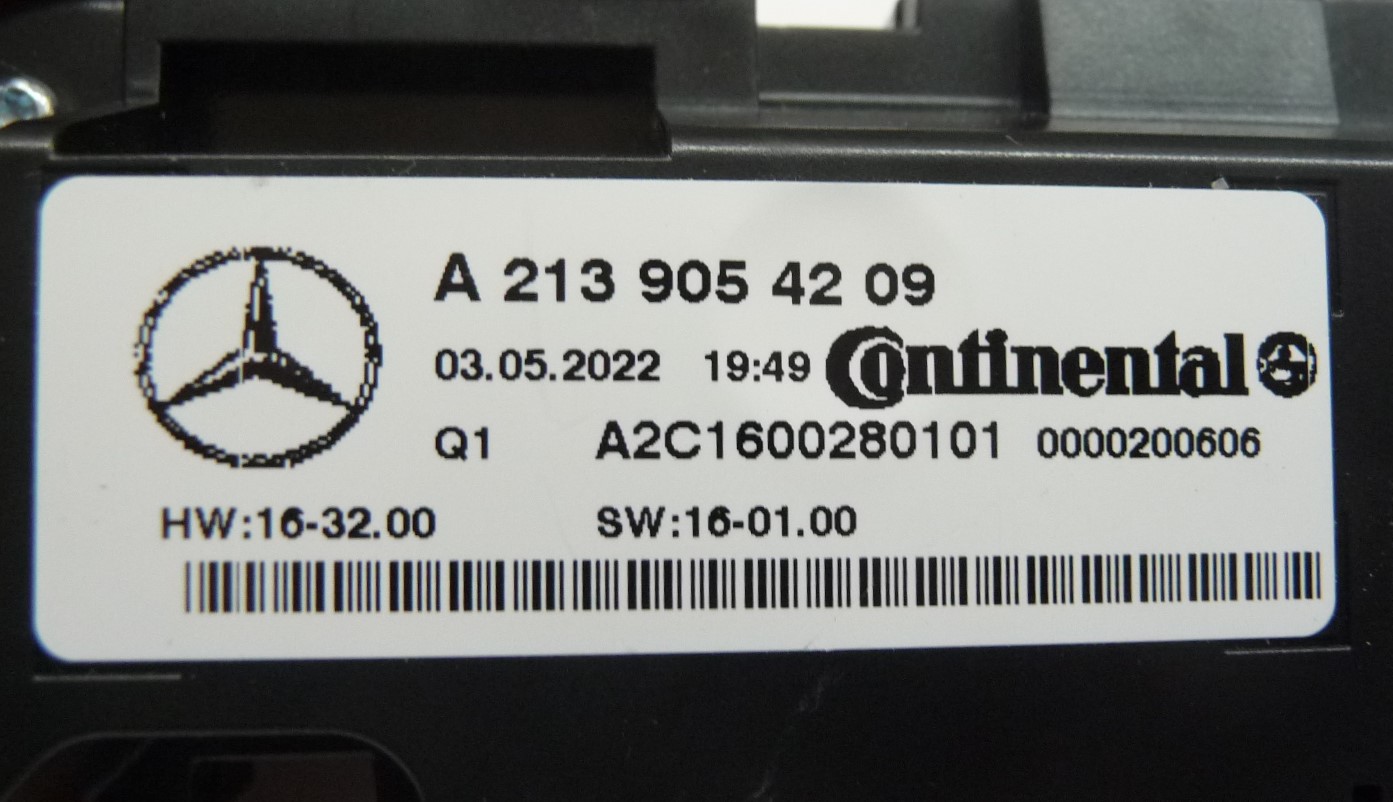 A 213 905 42 09
03.05.2022 19:49 Continental
Q1 A2C1600280101 0000200606
HW:16-32.00 SW:16-01.00